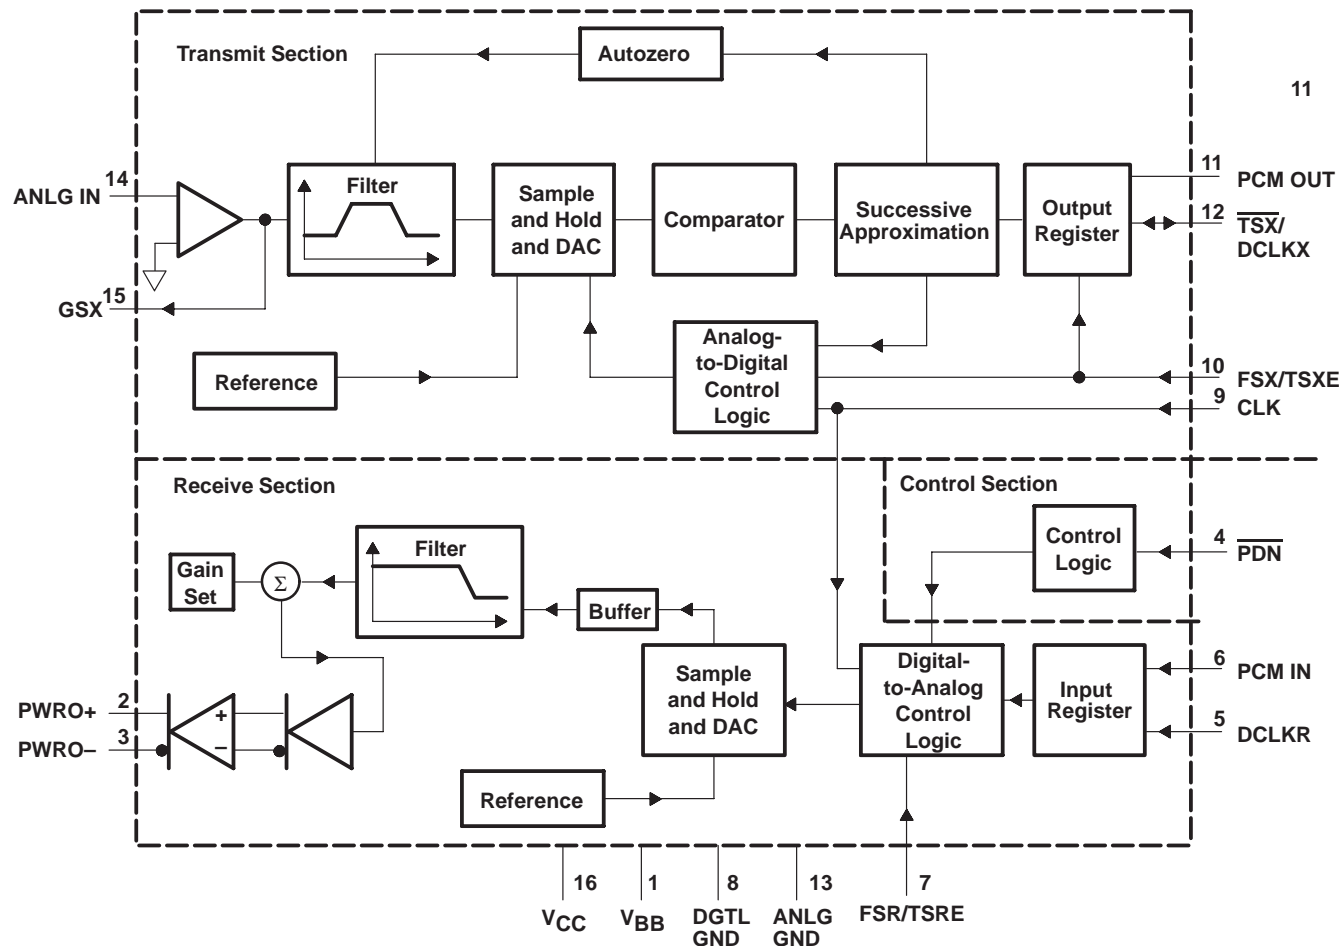 Transmit Section
Autozero
11
14
ANLG IN
Filter
Sample
and Hold
and DAC
Comparator
Successive
Approximation
Output
Register
11
PCM OUT
12
TSX/
DCLKX
15
GSX
Reference
Analog-
to-Digital
Control
Logic
10
FSX/TSXE
9
CLK
Receive Section
Control Section
Gain
Set
Σ
Filter
Buffer
Control
Logic
4
PDN
Sample
and Hold
and DAC
Digital-
to-Analog
Control
Logic
Input
Register
6
PCM IN
5
DCLKR
2
PWRO+
3
PWRO–
+
–
Reference
16
VCC
1
VBB
8
DGTL
GND
13
ANLG
GND
7
FSR/TSRE